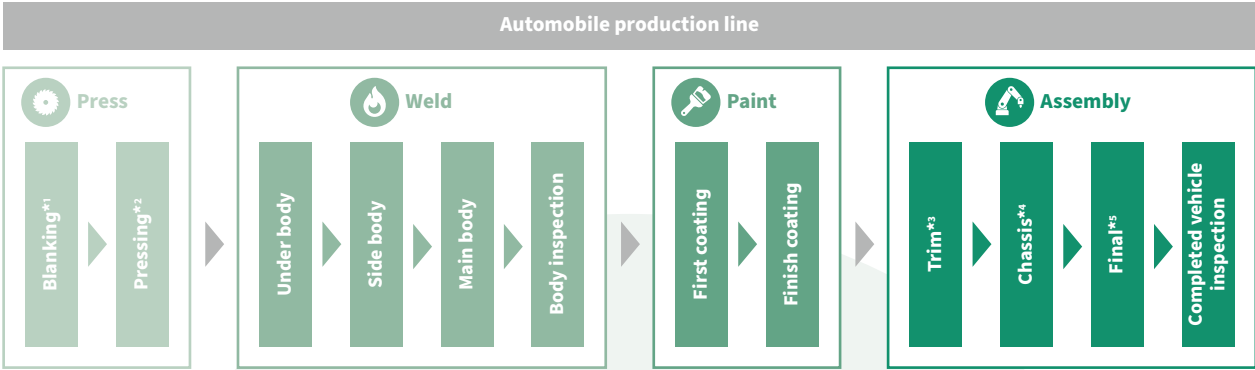 Automobile production line
Press
Blanking*1
Pressing*2
Weld
Under body
Side body
Main body
Body inspection
Paint
First coating
Finish coating
Assembly
Trim*3
Chassis*4
Final*5
Completed vehicle
inspection